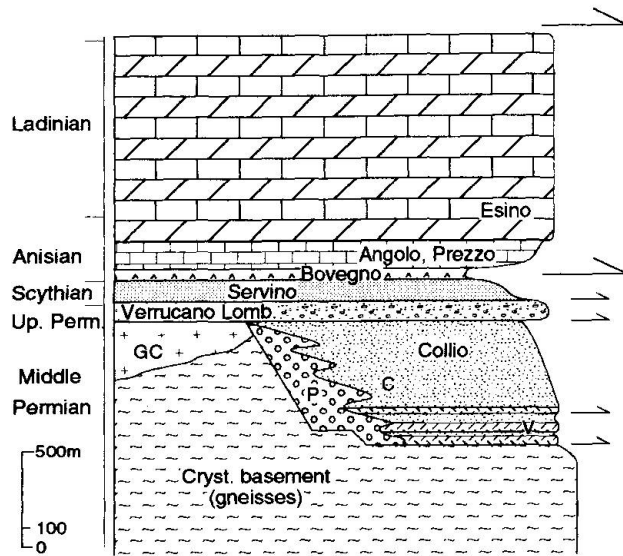 Ladinian
Esino
Anisian
Angolo, Prezzo
Bovegno
Scythian
Servino
Up. Perm.
Verrucano Lomb.
GC
Collio
Middle
Permian
C
P
V
500m
Cryst. basement
(gneisses)
100
0